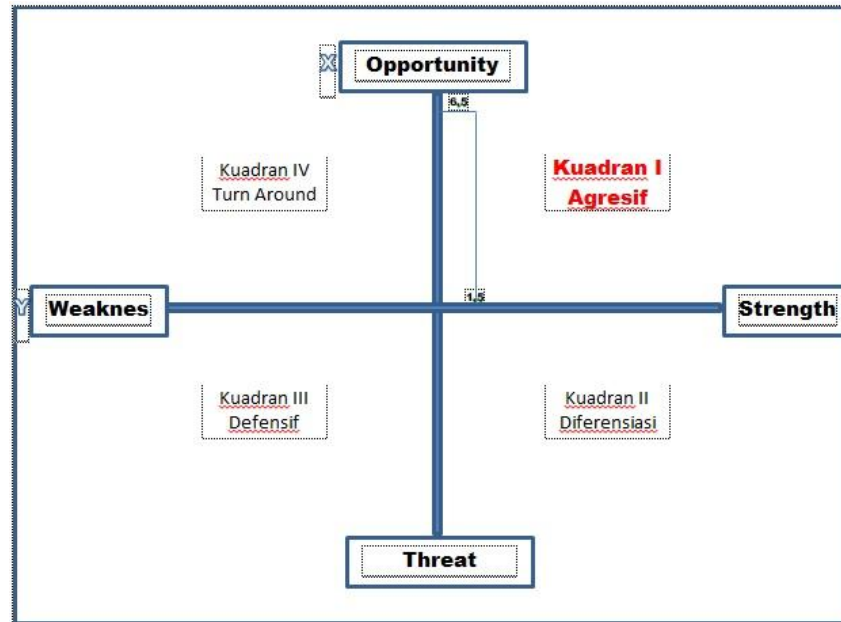 X
Opportunity
6,5
Kuadran IV
Turn Around
Kuadran I
Agresif
1,5
Y
Weaknes
Strength
Kuadran III
Defensif
Kuadran II
Diferensiasi
Threat